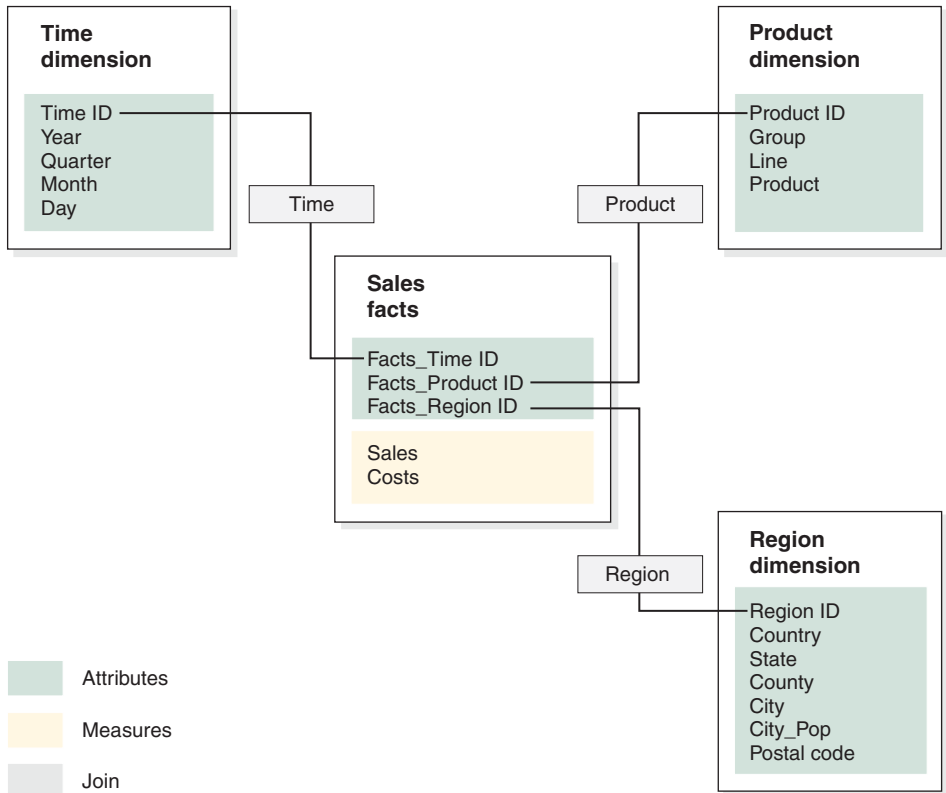 Time
dimension
Time ID
Year
Quarter
Month
Day
Product
dimension
Product ID
Group
Line
Product
Time
Product
Sales
facts
Facts_Time ID
Facts_Product ID
Facts_Region ID
Sales
Costs
Region
Region
dimension
Region ID
Country
State
County
City
City_Pop
Postal code
Attributes
Measures
Join